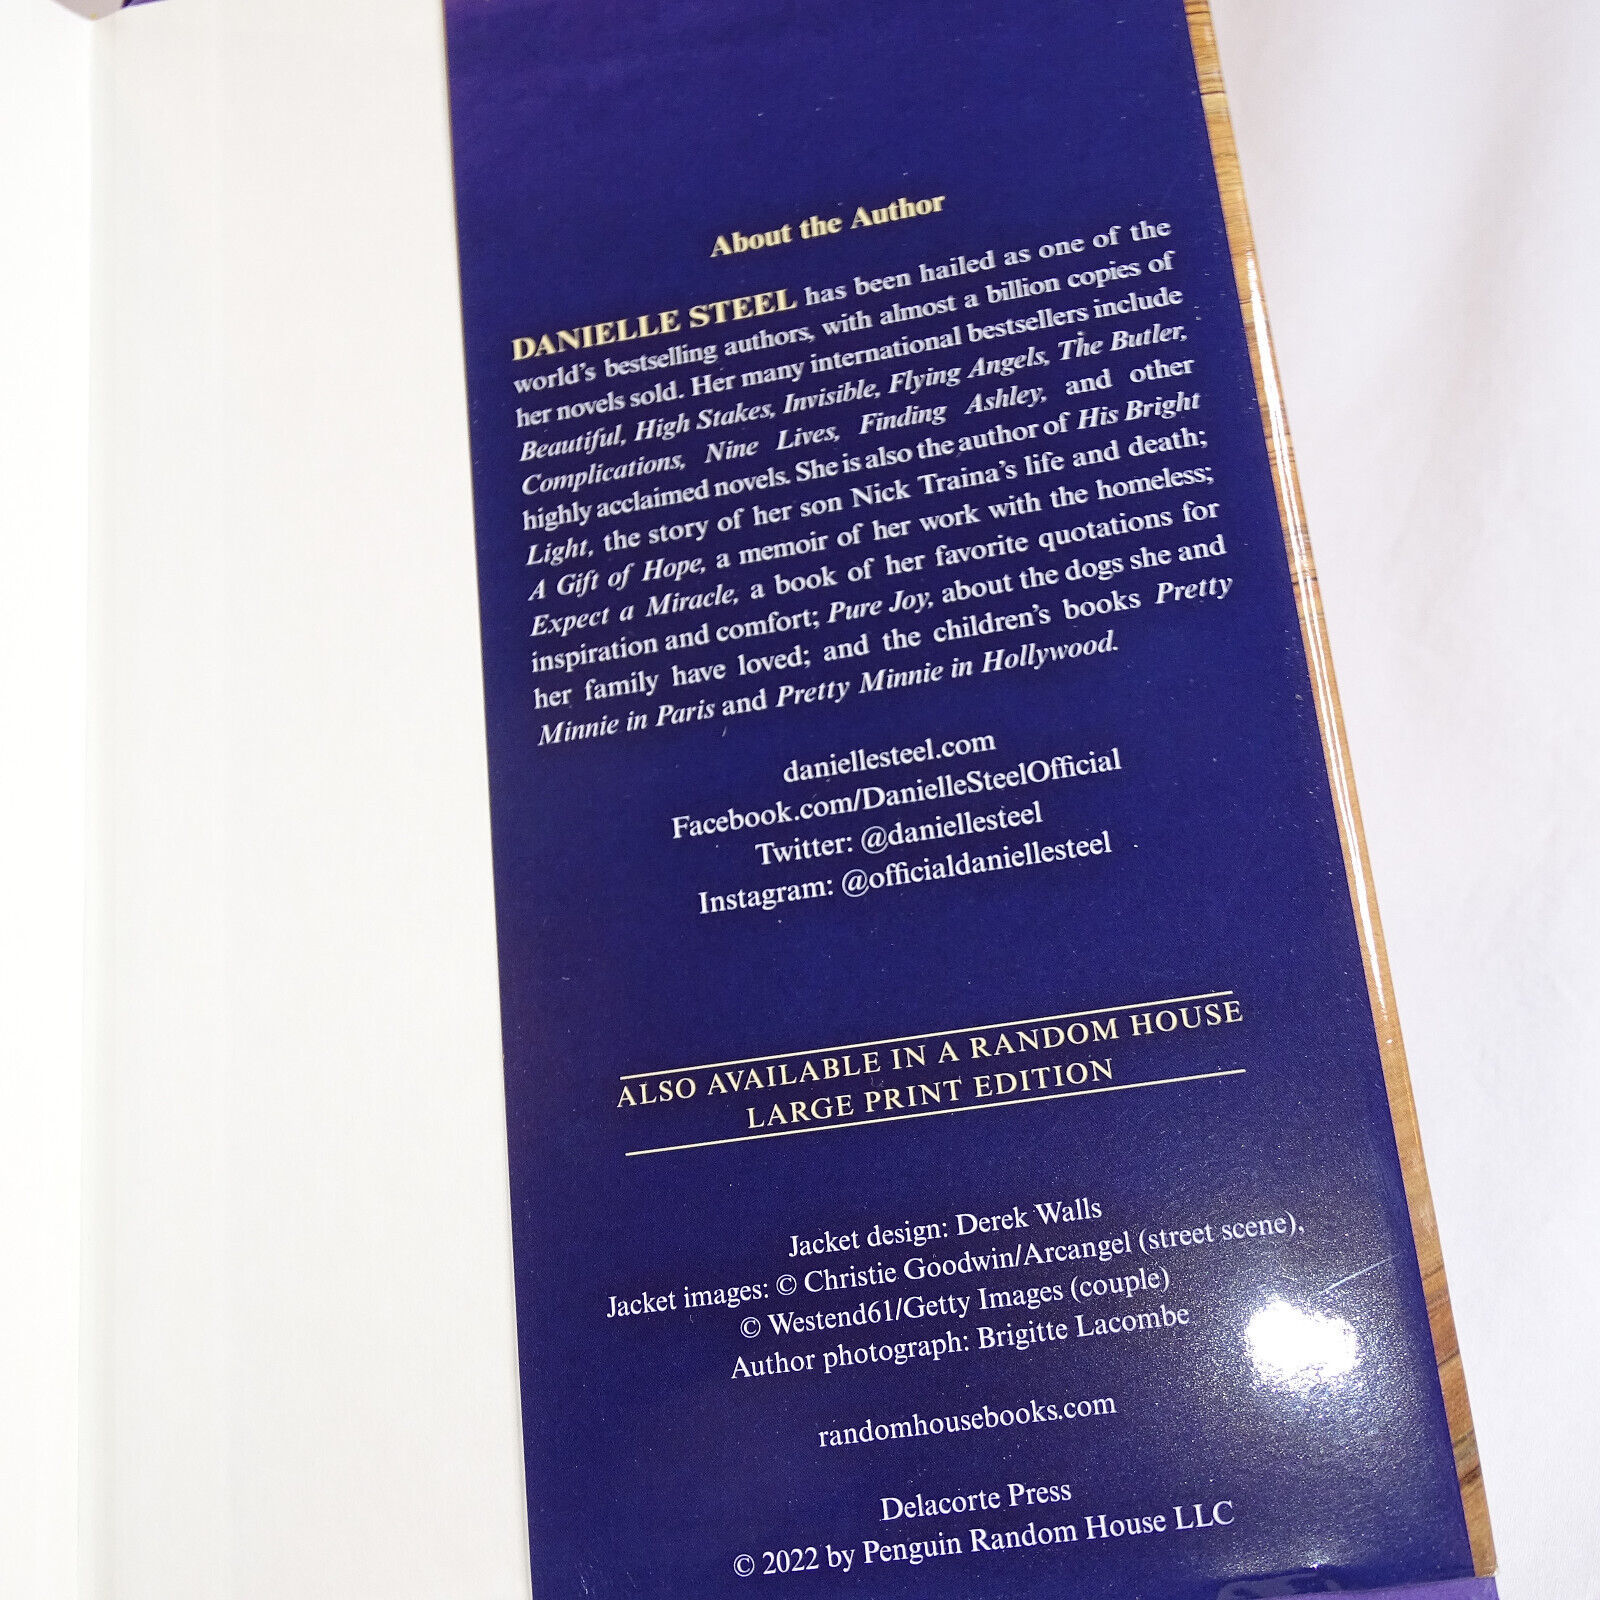 About the Author
DANIELLE STEEL has been hailed as one of the
world's bestselling authors, with almost a billion copies of
her novels sold. Her many international bestsellers include
Beautiful, High Stakes, Invisible, Flying Angels, The Butler,
Complications, Nine Lives, Finding Ashley, and other
highly acclaimed novels. She is also the author of His Bright
Light, the story of her son Nick Traina's life and death;
A Gift of Hope, a memoir of her work with the homeless;
Expect a Miracle, a book of her favorite quotations for
inspiration and comfort; Pure Joy, about the dogs she and
her family have loved; and the children's books Pretty
Minnie in Paris and Pretty Minnie in Hollywood.
daniellesteel.com
Facebook.com/DanielleSteelOfficial
Twitter: @daniellesteel
Instagram: @officialdaniellesteel
ALSO AVAILABLE IN A RANDOM HOUSE
LARGE PRINT EDITION
Jacket design: Derek Walls
Jacket images: © Christie Goodwin/Arcangel (street scene),
© Westend61/Getty Images (couple)
Author photograph: Brigitte Lacombe
randomhousebooks.com
Delacorte Press
© 2022 by Penguin Random House LLC